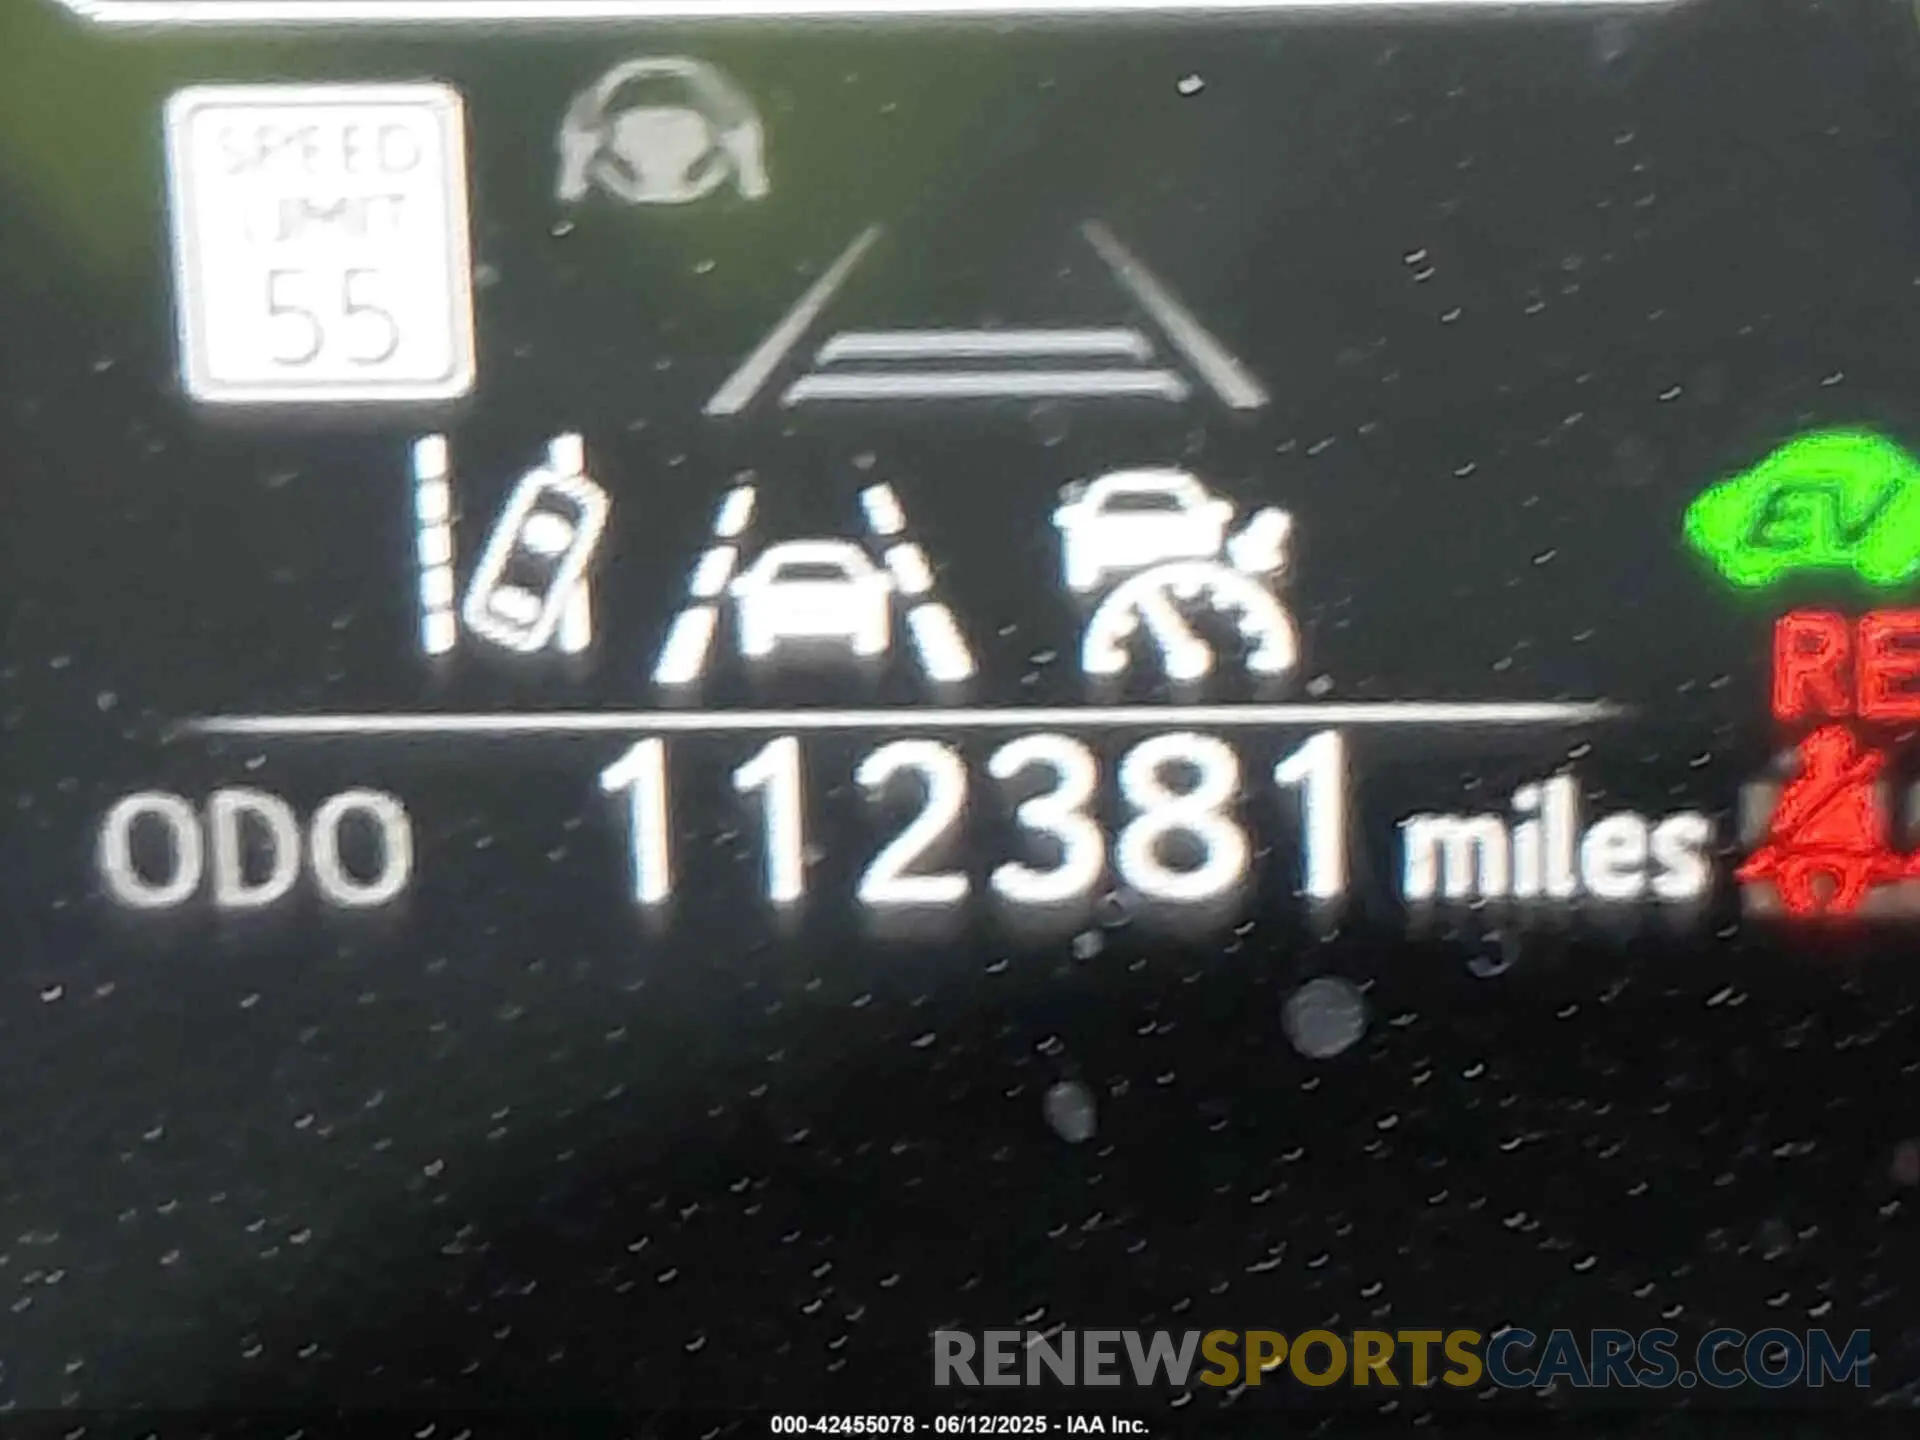 SPEED
LIMIT
55
EV
ODO 112381 miles
RENEWSPORTSCARS.COM
000-42455078 - 06/12/2025 - IAA Inc.